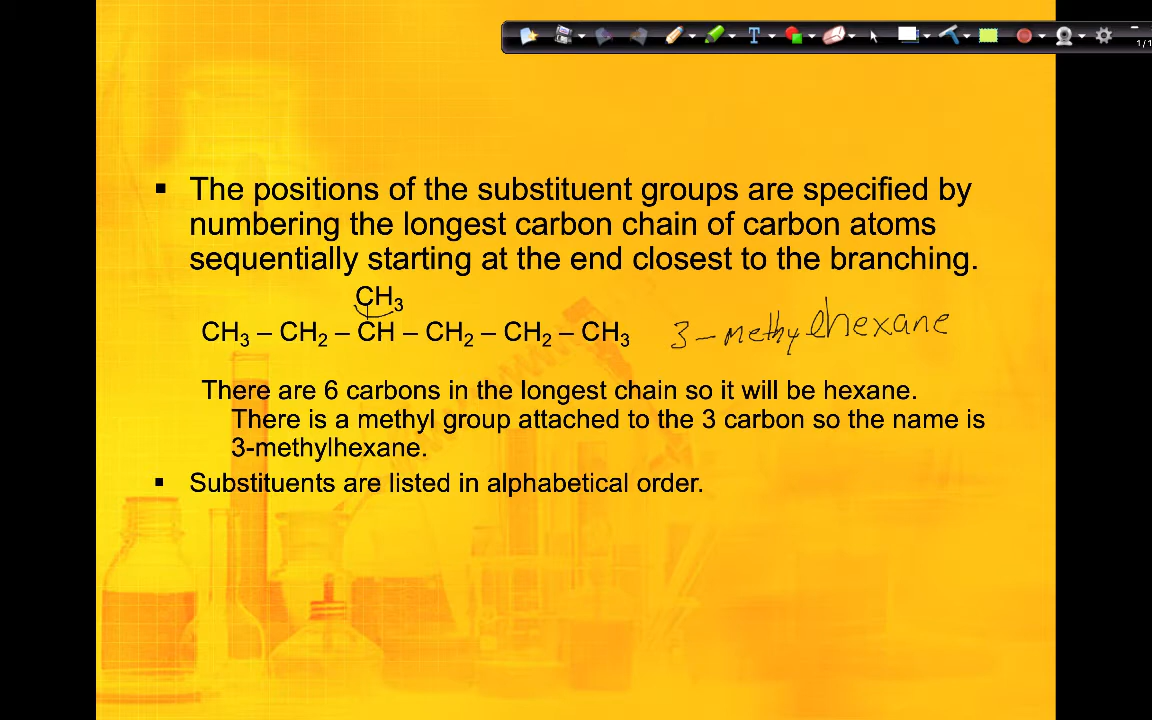 1/1
▪ The positions of the substituent groups are specified by
numbering the longest carbon chain of carbon atoms
sequentially starting at the end closest to the branching.
CH₃
CH₃ – CH₂ – CH – CH₂ – CH₂ – CH₃ 3-methylhexane
There are 6 carbons in the longest chain so it will be hexane.
There is a methyl group attached to the 3 carbon so the name is
3-methylhexane.
▪ Substituents are listed in alphabetical order.